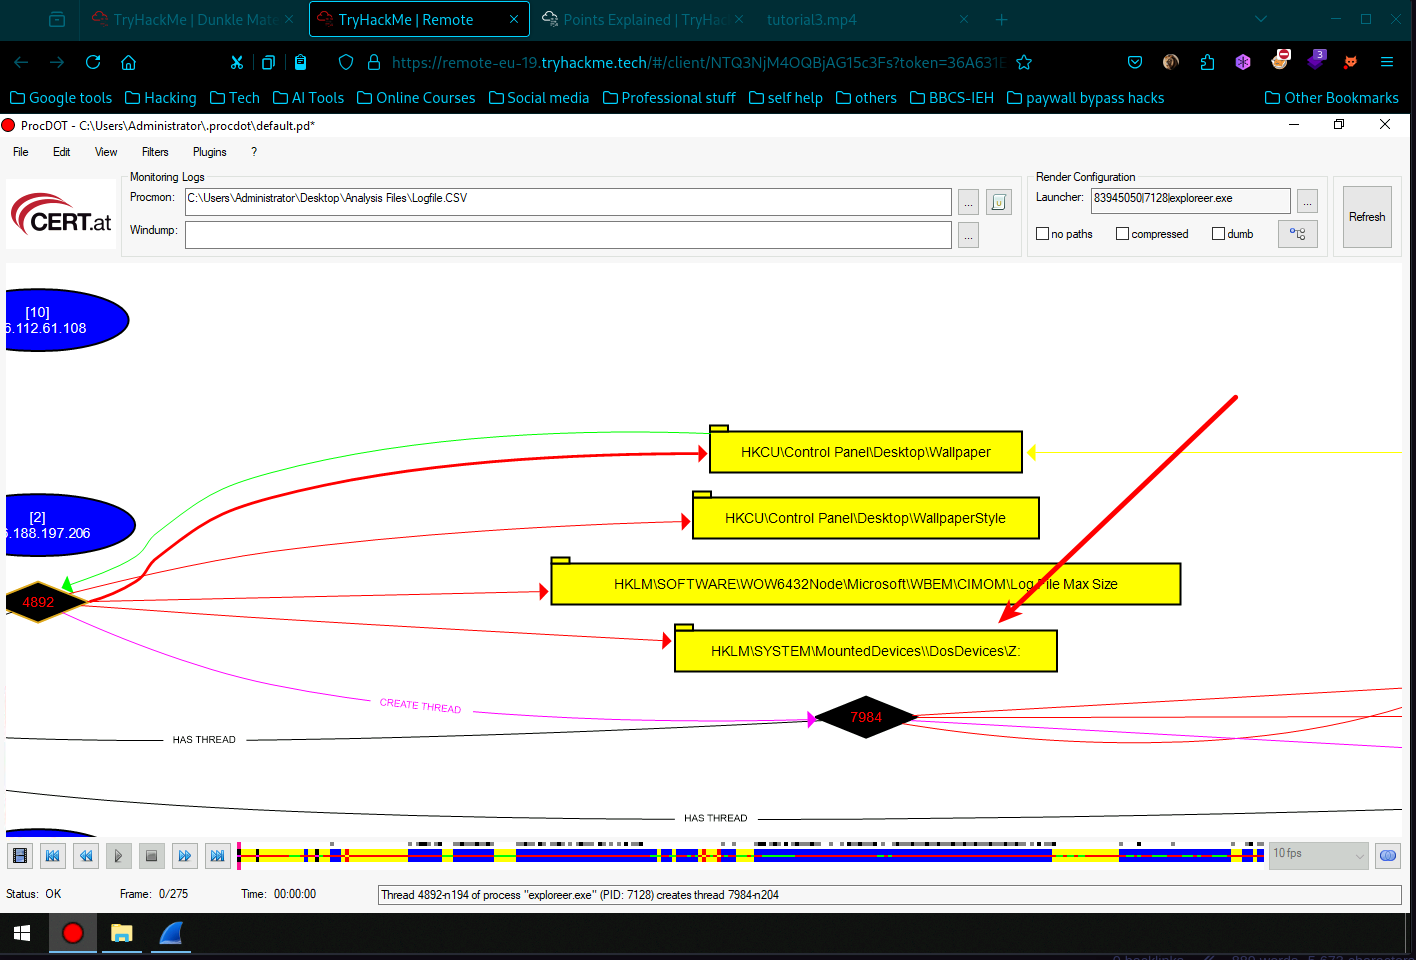 TryHackMe | Dunkle Mate
TryHackMe | Remote
Points Explained | TryHac
tutorial3.mp4
https://remote-eu-19.tryhackme.tech/#/client/NTQ3NjM4OQBjAG15c3Fs?token=36A631E
3
Google tools
Hacking
Tech
AI Tools
Online Courses
Social media
Professional stuff
self help
others
BBCS-IEH
paywall bypass hacks
Other Bookmarks
ProcDOT - C:\Users\Administrator\.procdot\default.pd*
File
Edit
View
Filters
Plugins
?
CERT.at
Monitoring Logs
Procmon:
C:\Users\Administrator\Desktop\Analysis Files\Logfile.CSV
...
Windump:
...
Render Configuration
Launcher:
83945050|7128|exploreer.exe
...
no paths
compressed
dumb
Refresh
[10]
6.112.61.108
HKCU\Control Panel\Desktop\Wallpaper
[2]
.188.197.206
HKCU\Control Panel\Desktop\WallpaperStyle
HKLM\SOFTWARE\WOW6432Node\Microsoft\WBEM\CIMOM\Log File Max Size
4892
HKLM\SYSTEM\MountedDevices\\DosDevices\Z:
CREATE THREAD
7984
HAS THREAD
HAS THREAD
10 fps
Status: OK
Frame: 0/275
Time: 00:00:00
Thread 4892-n194 of process "exploreer.exe" (PID: 7128) creates thread 7984-n204